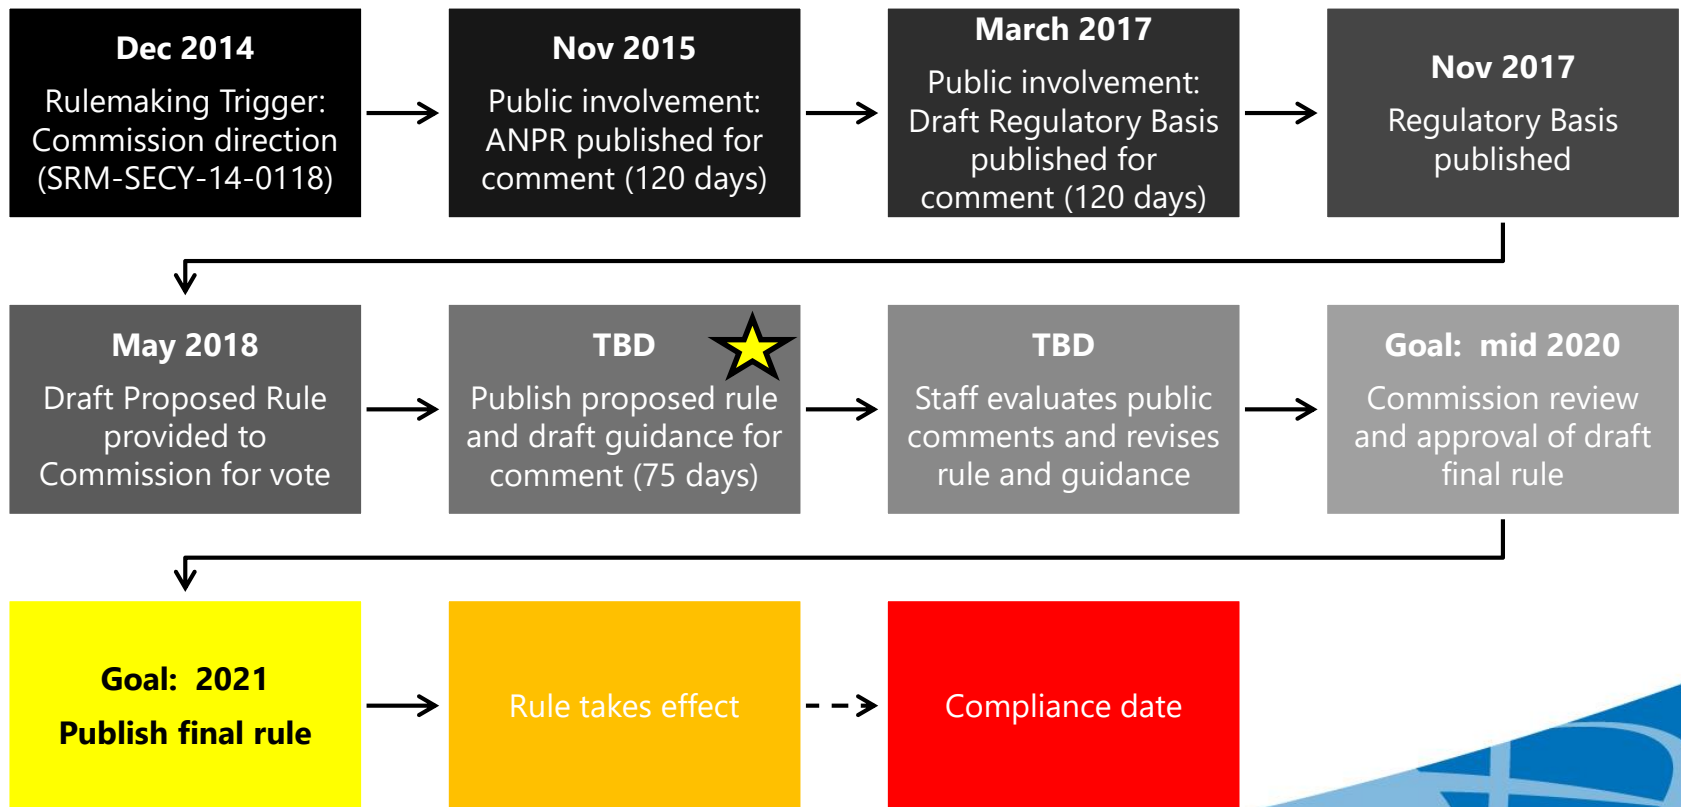 Dec 2014
Rulemaking Trigger:
Commission direction
(SRM-SECY-14-0118)
Nov 2015
Public involvement:
ANPR published for
comment (120 days)
March 2017
Public involvement:
Draft Regulatory Basis
published for
comment (120 days)
Nov 2017
Regulatory Basis
published
May 2018
Draft Proposed Rule
provided to
Commission for vote
TBD
Publish proposed rule
and draft guidance for
comment (75 days)
TBD
Staff evaluates public
comments and revises
rule and guidance
Goal: mid 2020
Commission review
and approval of draft
final rule
Goal: 2021
Publish final rule
Rule takes effect
Compliance date